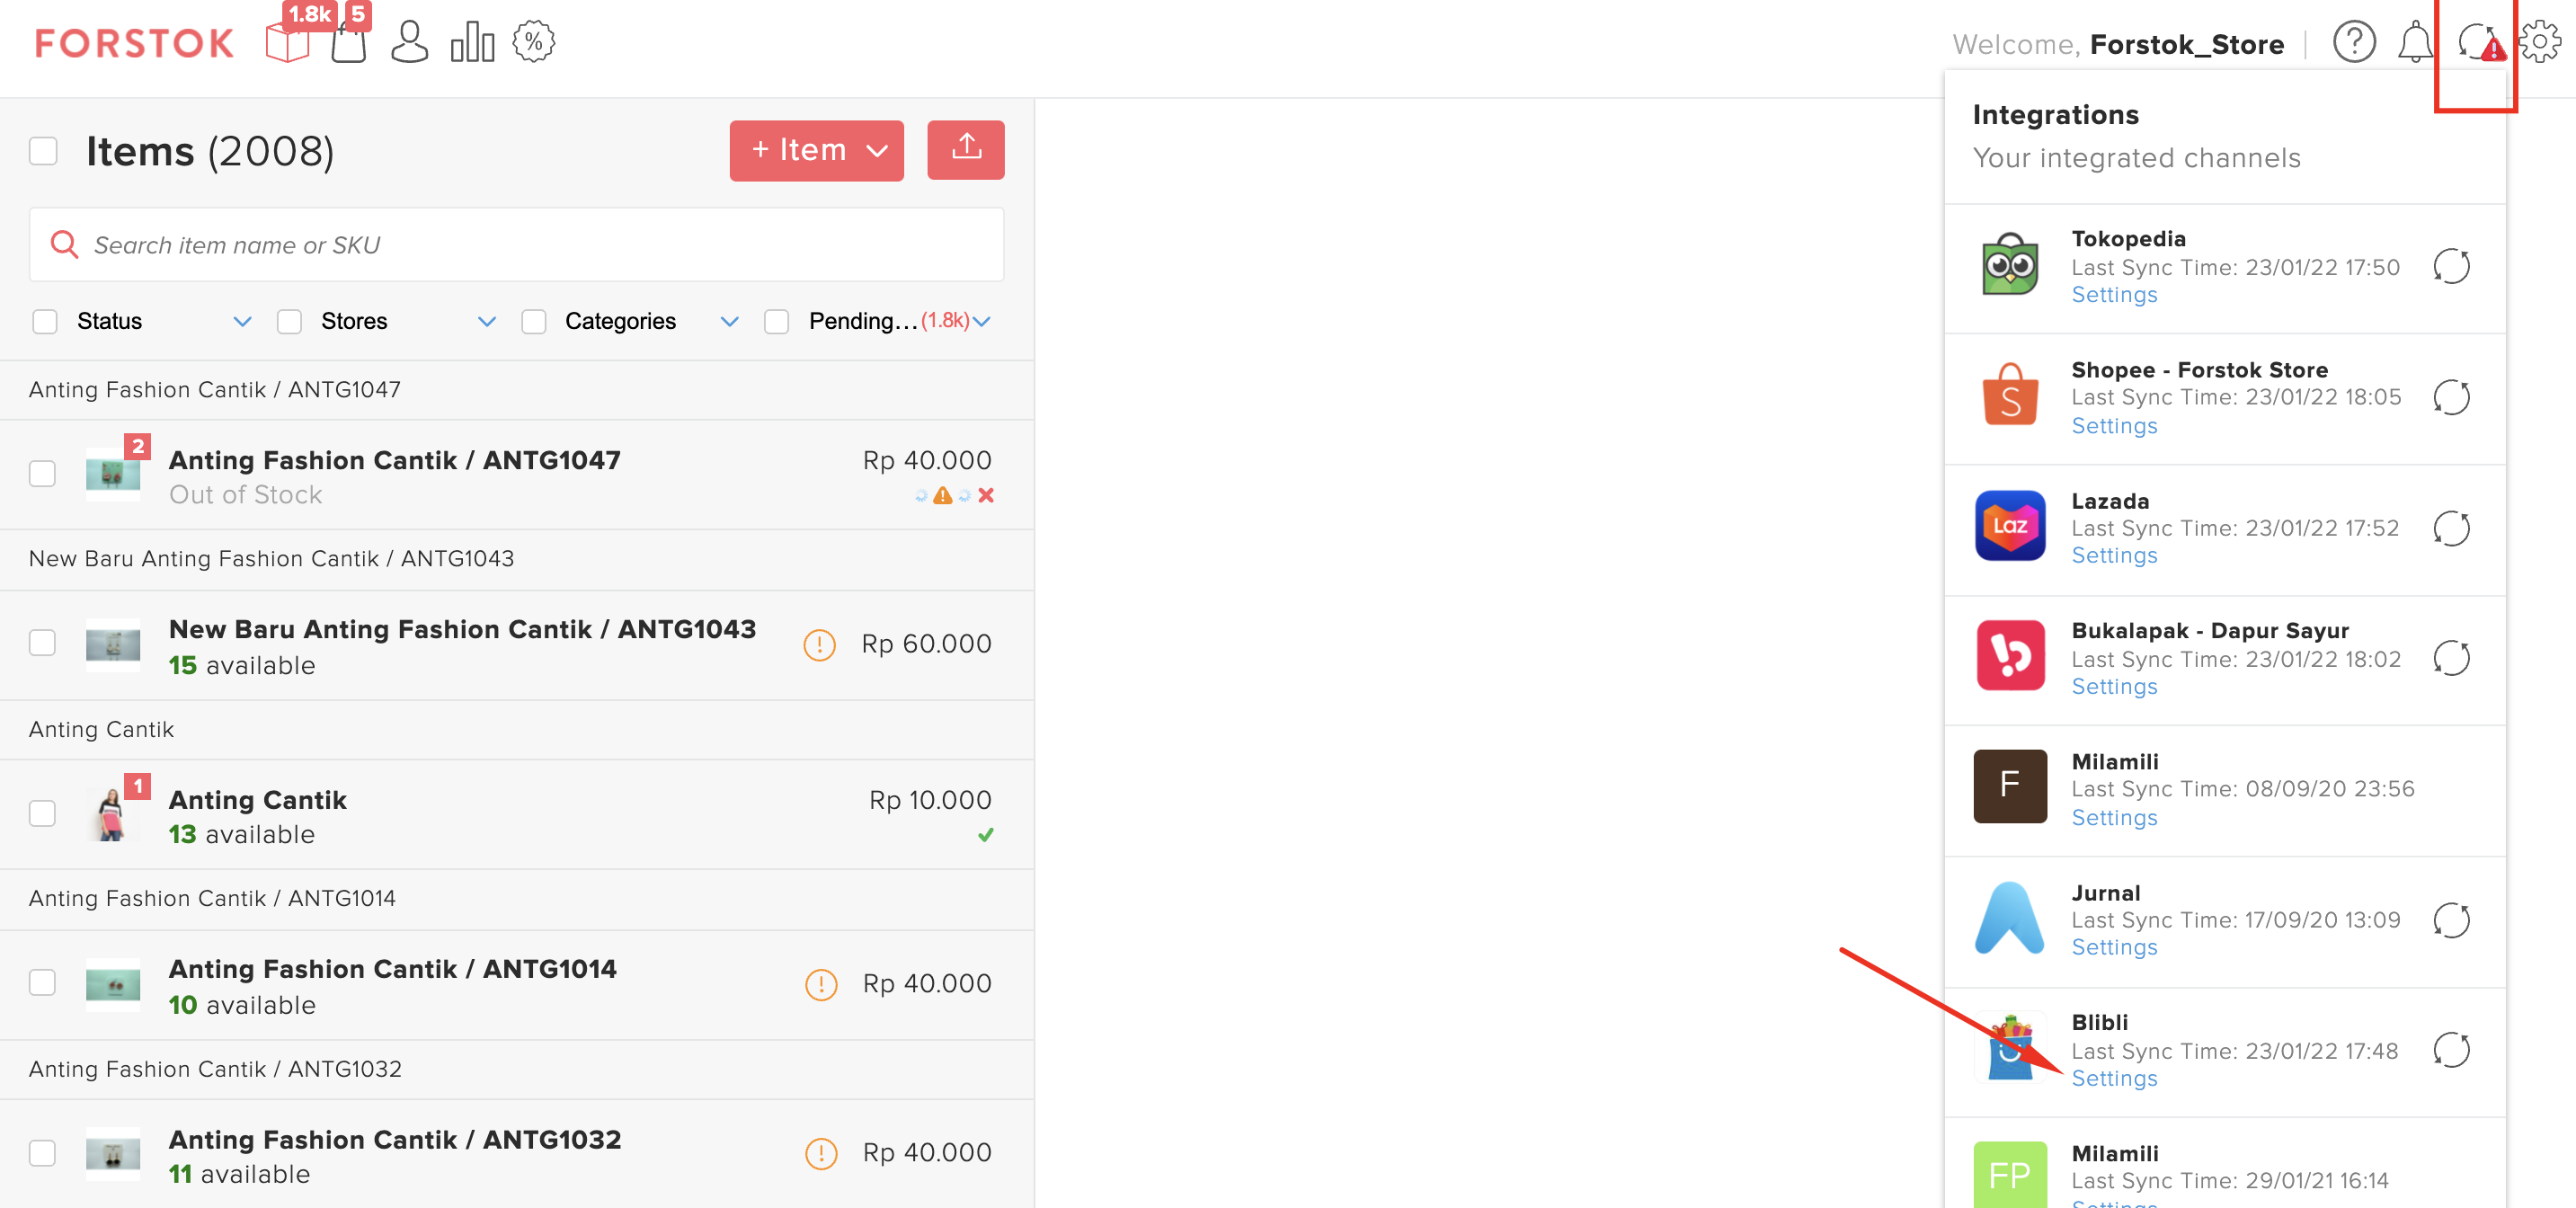 FORSTOK
1.8k
5
%
Welcome, Forstok_Store
?
Items (2008)
+ Item
Search item name or SKU
Status
Stores
Categories
Pending... (1.8k)
Anting Fashion Cantik / ANTG1047
2
Anting Fashion Cantik / ANTG1047
Rp 40.000
Out of Stock
New Baru Anting Fashion Cantik / ANTG1043
New Baru Anting Fashion Cantik / ANTG1043
Rp 60.000
15 available
Anting Cantik
1
Anting Cantik
Rp 10.000
13 available
Anting Fashion Cantik / ANTG1014
Anting Fashion Cantik / ANTG1014
Rp 40.000
10 available
Anting Fashion Cantik / ANTG1032
Anting Fashion Cantik / ANTG1032
Rp 40.000
11 available
Integrations
Your integrated channels
Tokopedia
Last Sync Time: 23/01/22 17:50
Settings
S
Shopee - Forstok Store
Last Sync Time: 23/01/22 18:05
Settings
Laz
Lazada
Last Sync Time: 23/01/22 17:52
Settings
Bukalapak - Dapur Sayur
Last Sync Time: 23/01/22 18:02
Settings
F
Milamili
Last Sync Time: 08/09/20 23:56
Settings
Jurnal
Last Sync Time: 17/09/20 13:09
Settings
Blibli
Last Sync Time: 23/01/22 17:48
Settings
FP
Milamili
Last Sync Time: 29/01/21 16:14
Settings